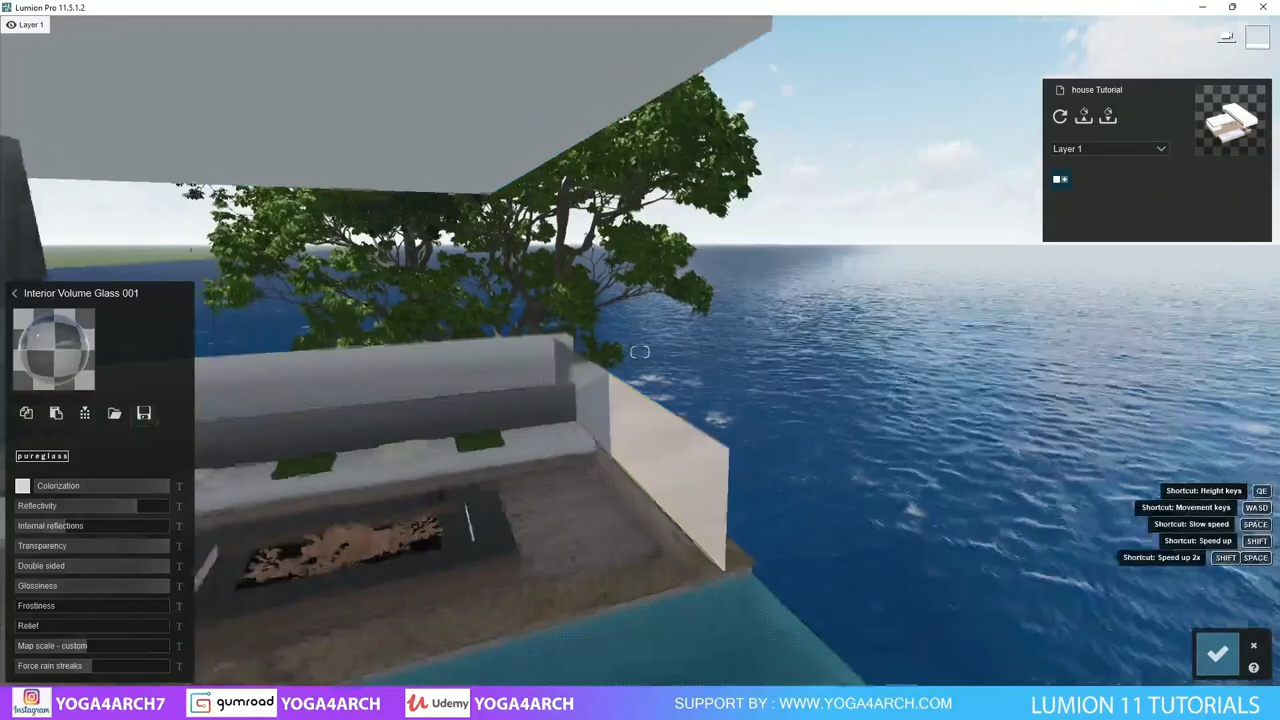 Lumion Pro 11.5.1.2
Layer 1
house Tutorial
Layer 1
Interior Volume Glass 001
pureglass
Colorization T
Reflectivity T
Internal reflections T
Transparency T
Double sided T
Glossiness T
Frostiness T
Relief T
Map scale - custom T
Force rain streaks T
Shortcut: Height keys QE
Shortcut: Movement keys WASD
Shortcut: Slow speed SPACE
Shortcut: Speed up SHIFT
Shortcut: Speed up 2x SHIFT SPACE
Instagram YOGA4ARCH7 gumroad YOGA4ARCH Udemy YOGA4ARCH SUPPORT BY : WWW.YOGA4ARCH.COM LUMION 11 TUTORIALS